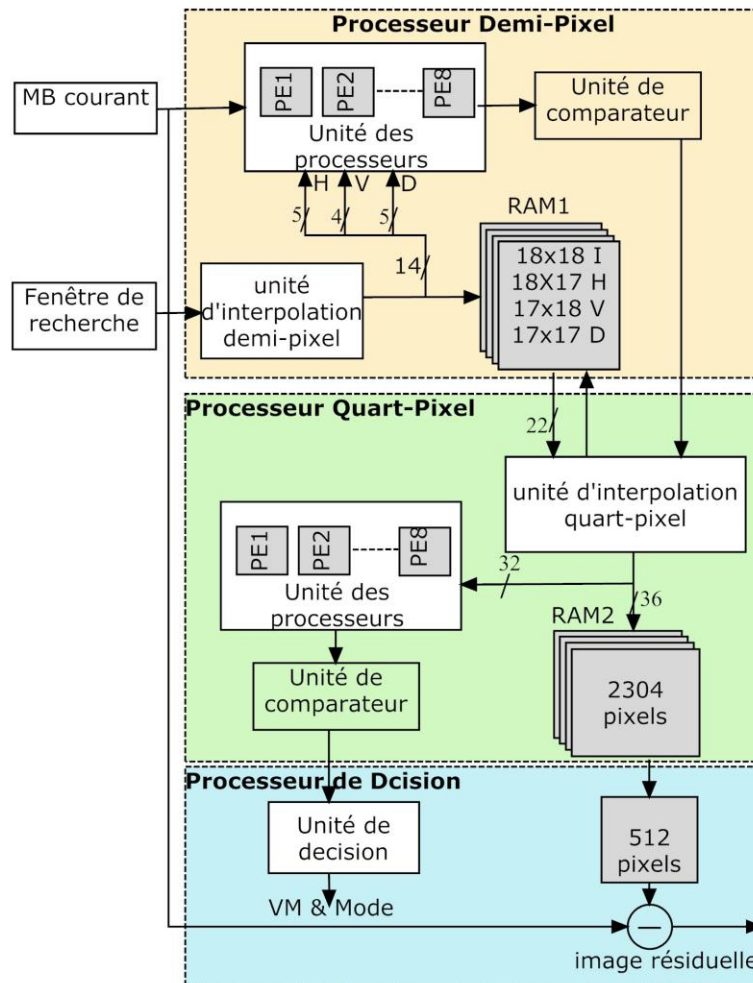 Processeur Demi-Pixel
MB courant
PE1
PE2
PE8
Unité des
processeurs
Unité de
comparateur
H
V
D
5
4
5
14
RAM1
18x18 I
18X17 H
17x18 V
17x17 D
Fenêtre de
recherche
unité
d'interpolation
demi-pixel
Processeur Quart-Pixel
22
unité d'interpolation
quart-pixel
PE1
PE2
PE8
Unité des
processeurs
32
36
RAM2
2304
pixels
Unité de
comparateur
Processeur de Dcision
Unité de
decision
512
pixels
VM & Mode
image résiduelle